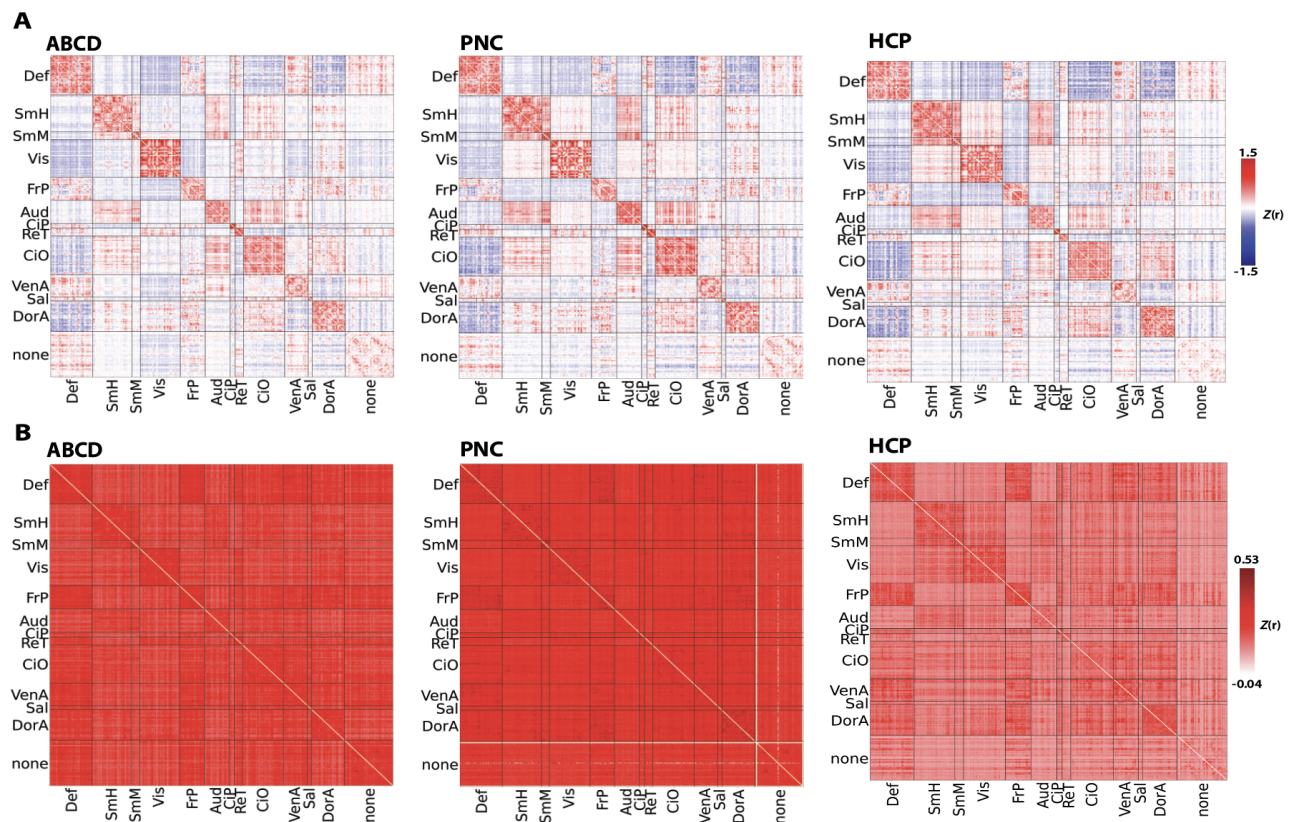 A
ABCD
Def
SmH
SmM
Vis
FrP
Aud
CiP
ReT
CiO
VenA
Sal
DorA
none
Def
SmH
SmM
Vis
FrP
Aud
CiP
ReT
CiO
VenA
Sal
DorA
none
PNC
Def
SmH
SmM
Vis
FrP
Aud
CiP
ReT
CiO
VenA
Sal
DorA
none
Def
SmH
SmM
Vis
FrP
Aud
CiP
ReT
CiO
VenA
Sal
DorA
none
HCP
Def
SmH
SmM
Vis
FrP
Aud
CiP
ReT
CiO
VenA
Sal
DorA
none
Def
SmH
SmM
Vis
FrP
Aud
CiP
ReT
CiO
VenA
Sal
DorA
none
1.5
Z(r)
-1.5
B
ABCD
Def
SmH
SmM
Vis
FrP
Aud
CiP
ReT
CiO
VenA
Sal
DorA
none
Def
SmH
SmM
Vis
FrP
Aud
CiP
ReT
CiO
VenA
Sal
DorA
none
PNC
Def
SmH
SmM
Vis
FrP
Aud
CiP
ReT
CiO
VenA
Sal
DorA
none
Def
SmH
SmM
Vis
FrP
Aud
CiP
ReT
CiO
VenA
Sal
DorA
none
HCP
Def
SmH
SmM
Vis
FrP
Aud
CiP
ReT
CiO
VenA
Sal
DorA
none
Def
SmH
SmM
Vis
FrP
Aud
CiP
ReT
CiO
VenA
Sal
DorA
none
0.53
Z(r)
-0.04